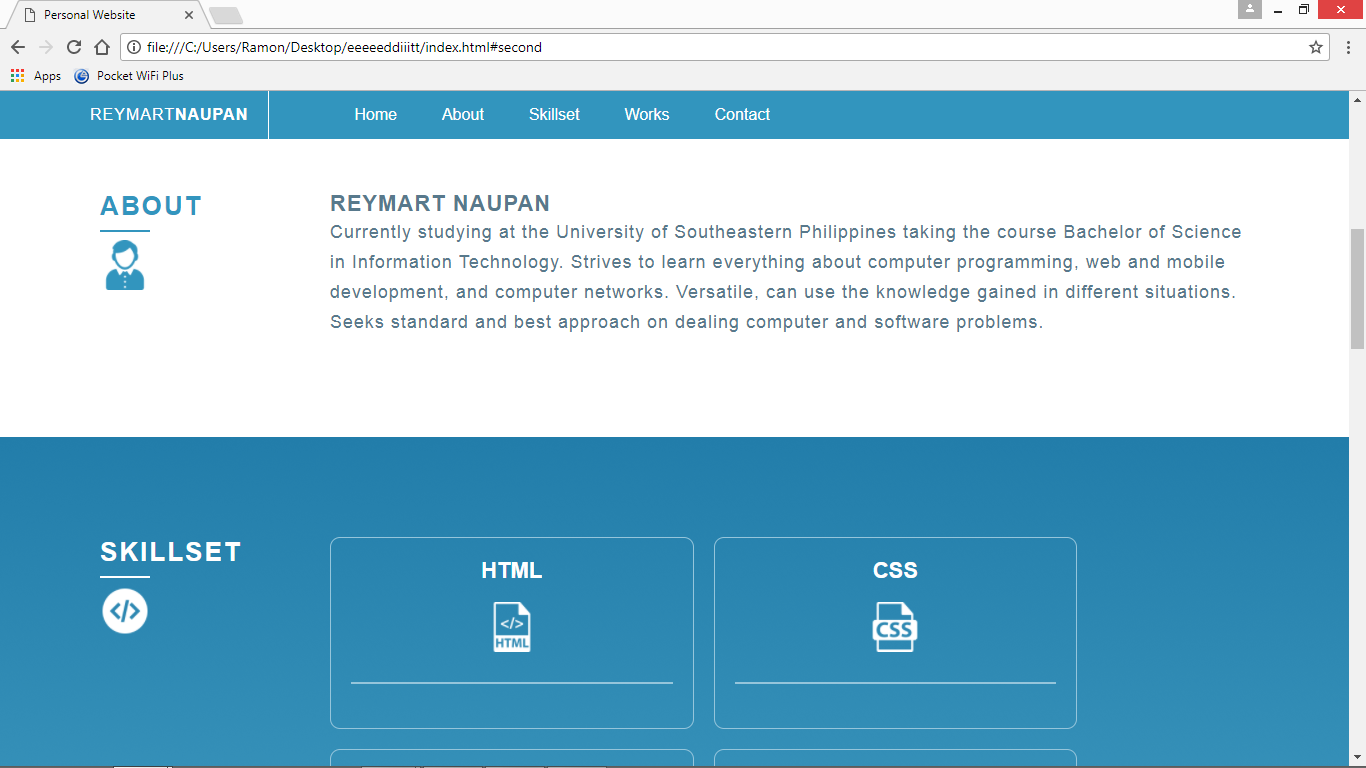 Personal Website
file:///C:/Users/Ramon/Desktop/eeeeeddiiitt/index.html#second
Apps Pocket WiFi Plus
REYMARTNAUPAN Home About Skillset Works Contact
ABOUT
REYMART NAUPAN
Currently studying at the University of Southeastern Philippines taking the course Bachelor of Science
in Information Technology. Strives to learn everything about computer programming, web and mobile
development, and computer networks. Versatile, can use the knowledge gained in different situations.
Seeks standard and best approach on dealing computer and software problems.
SKILLSET
HTML
</>
HTML
CSS
CSS
</>